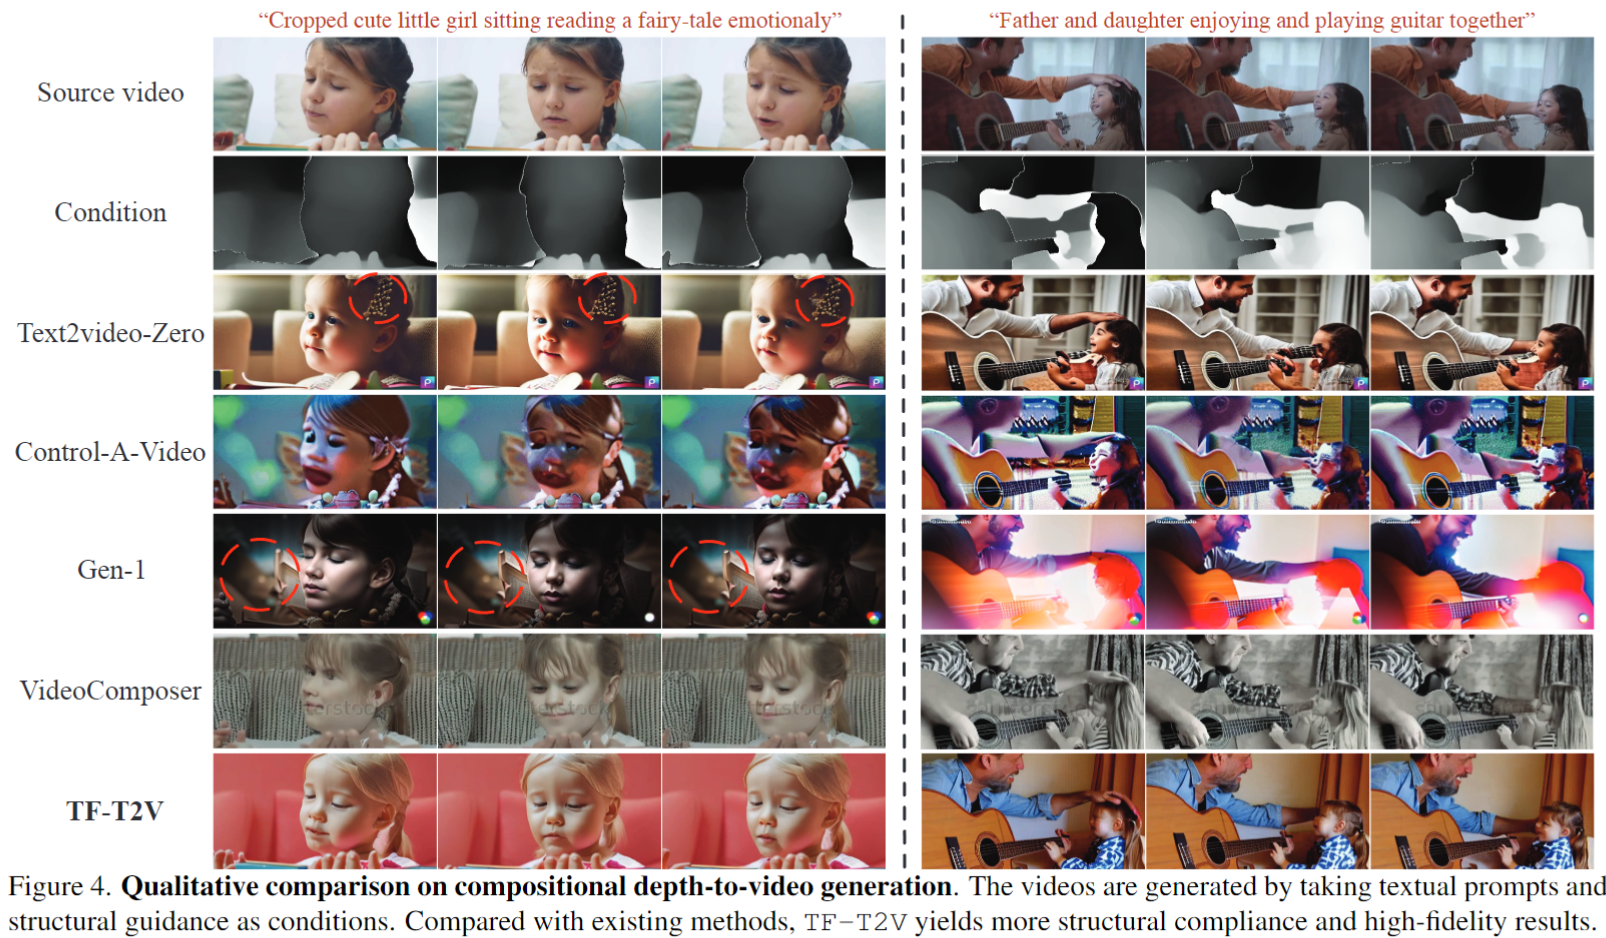 “Cropped cute little girl sitting reading a fairy-tale emotionaly”
“Father and daughter enjoying and playing guitar together”
Source video
Condition
Text2video-Zero
Control-A-Video
Gen-1
VideoComposer
TF-T2V
Figure 4. Qualitative comparison on compositional depth-to-video generation. The videos are generated by taking textual prompts and
structural guidance as conditions. Compared with existing methods, TF-T2V yields more structural compliance and high-fidelity results.